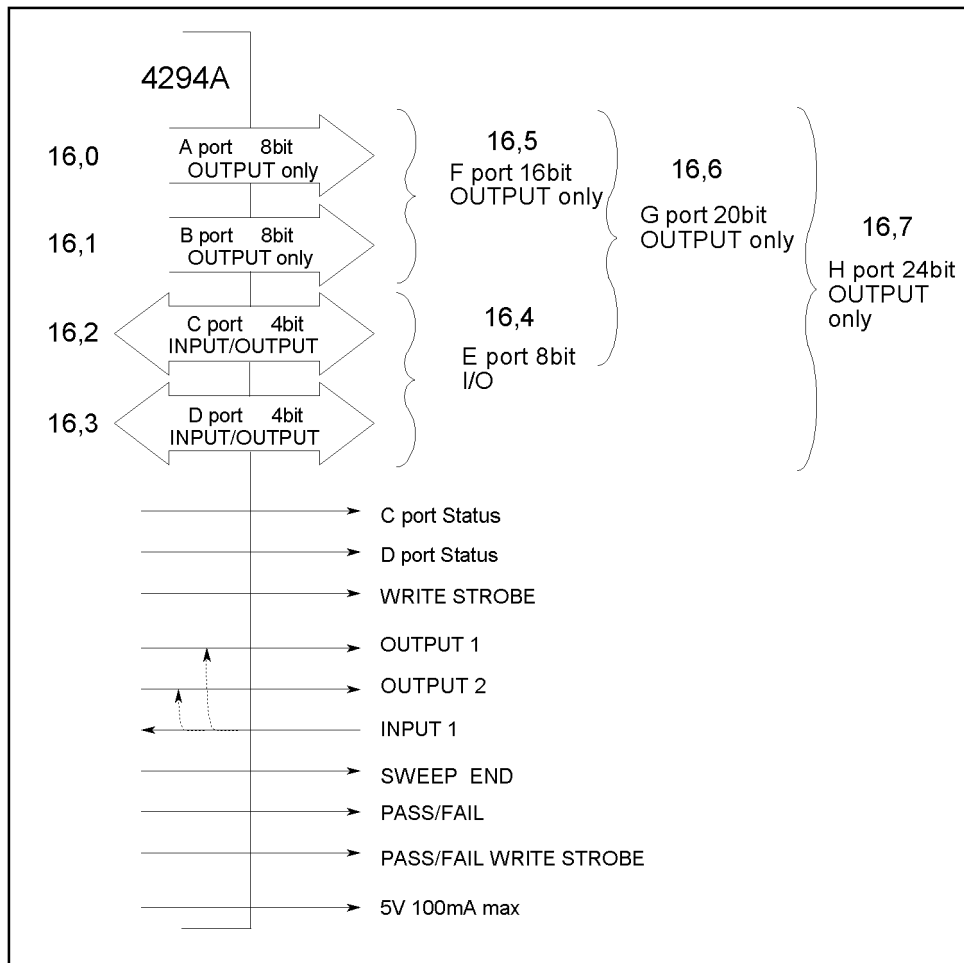 4294A
16,0
A port 8bit
OUTPUT only
16,1
B port 8bit
OUTPUT only
16,2
C port 4bit
INPUT/OUTPUT
16,3
D port 4bit
INPUT/OUTPUT
16,5
F port 16bit
OUTPUT only
16,4
E port 8bit
I/O
16,6
G port 20bit
OUTPUT only
16,7
H port 24bit
OUTPUT
only
C port Status
D port Status
WRITE STROBE
OUTPUT 1
OUTPUT 2
INPUT 1
SWEEP END
PASS/FAIL
PASS/FAIL WRITE STROBE
5V 100mA max